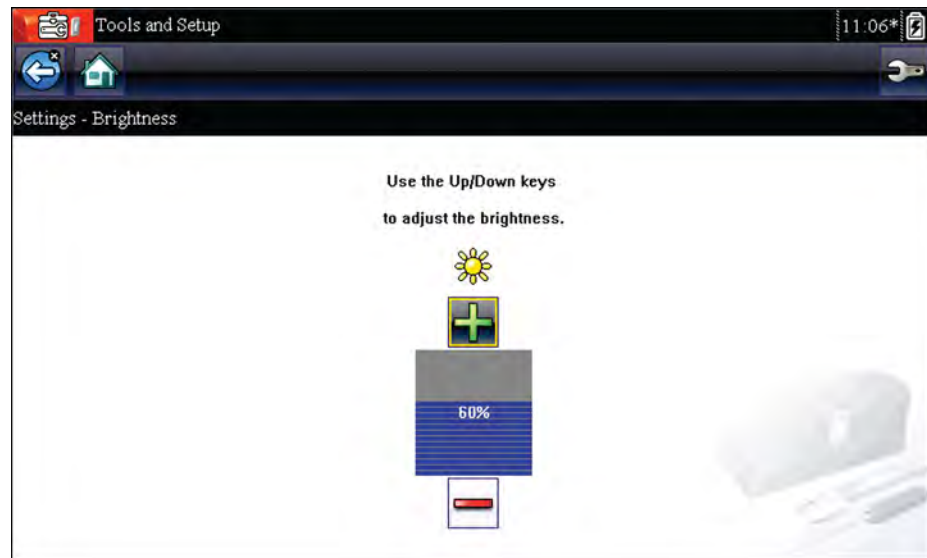 Tools and Setup
11:06*
Settings - Brightness
Use the Up/Down keys
to adjust the brightness.
60%